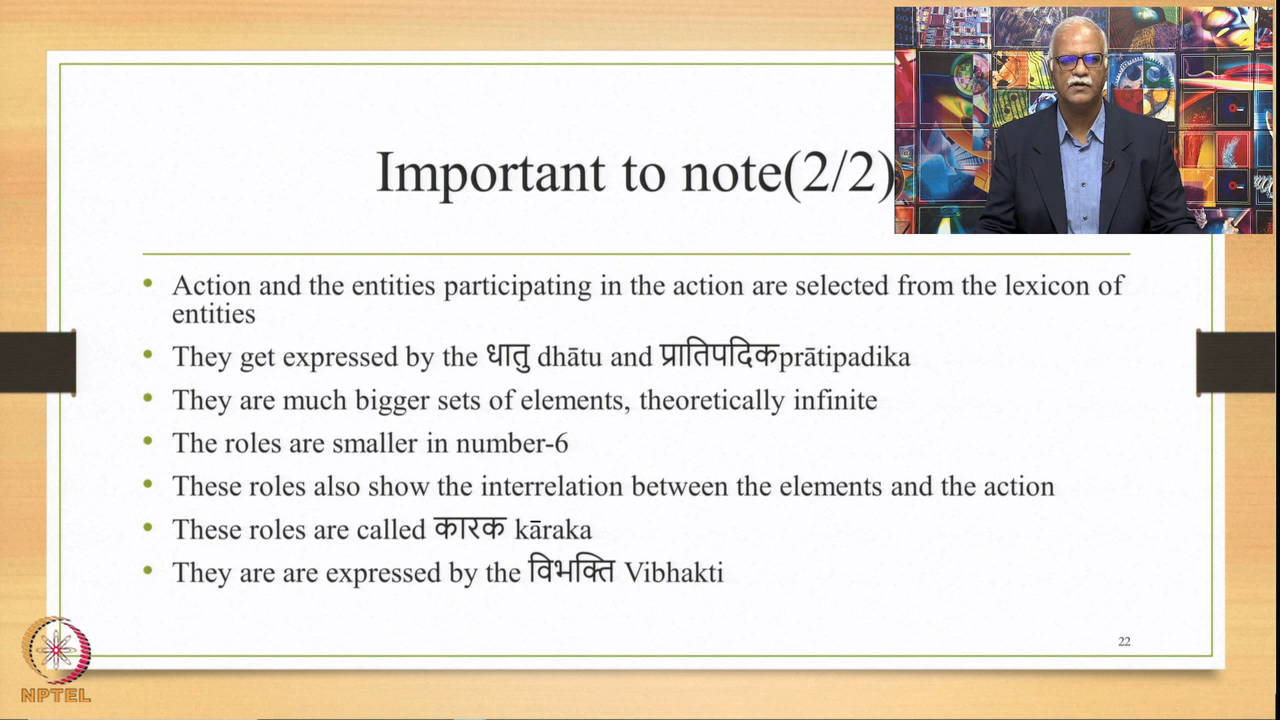 Important to note(2/2)
• Action and the entities participating in the action are selected from the lexicon of
entities
• They get expressed by the धातु dhātu and प्रातिपदिकprātipadika
• They are much bigger sets of elements, theoretically infinite
• The roles are smaller in number-6
• These roles also show the interrelation between the elements and the action
• These roles are called कारक kāraka
• They are are expressed by the विभक्ति Vibhakti
22
NPTEL